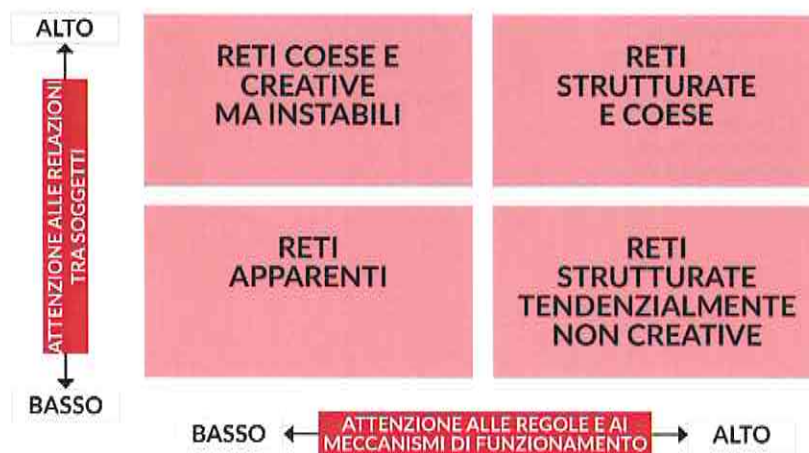 ALTO
ATTENZIONE ALLE RELAZIONI
TRA SOGGETTI
BASSO
RETI COESE E
CREATIVE
MA INSTABILI
RETI
STRUTTURATE
E COESE
RETI
APPARENTI
RETI
STRUTTURATE
TENDENZIALMENTE
NON CREATIVE
BASSO
ATTENZIONE ALLE REGOLE E AI
MECCANISMI DI FUNZIONAMENTO
ALTO